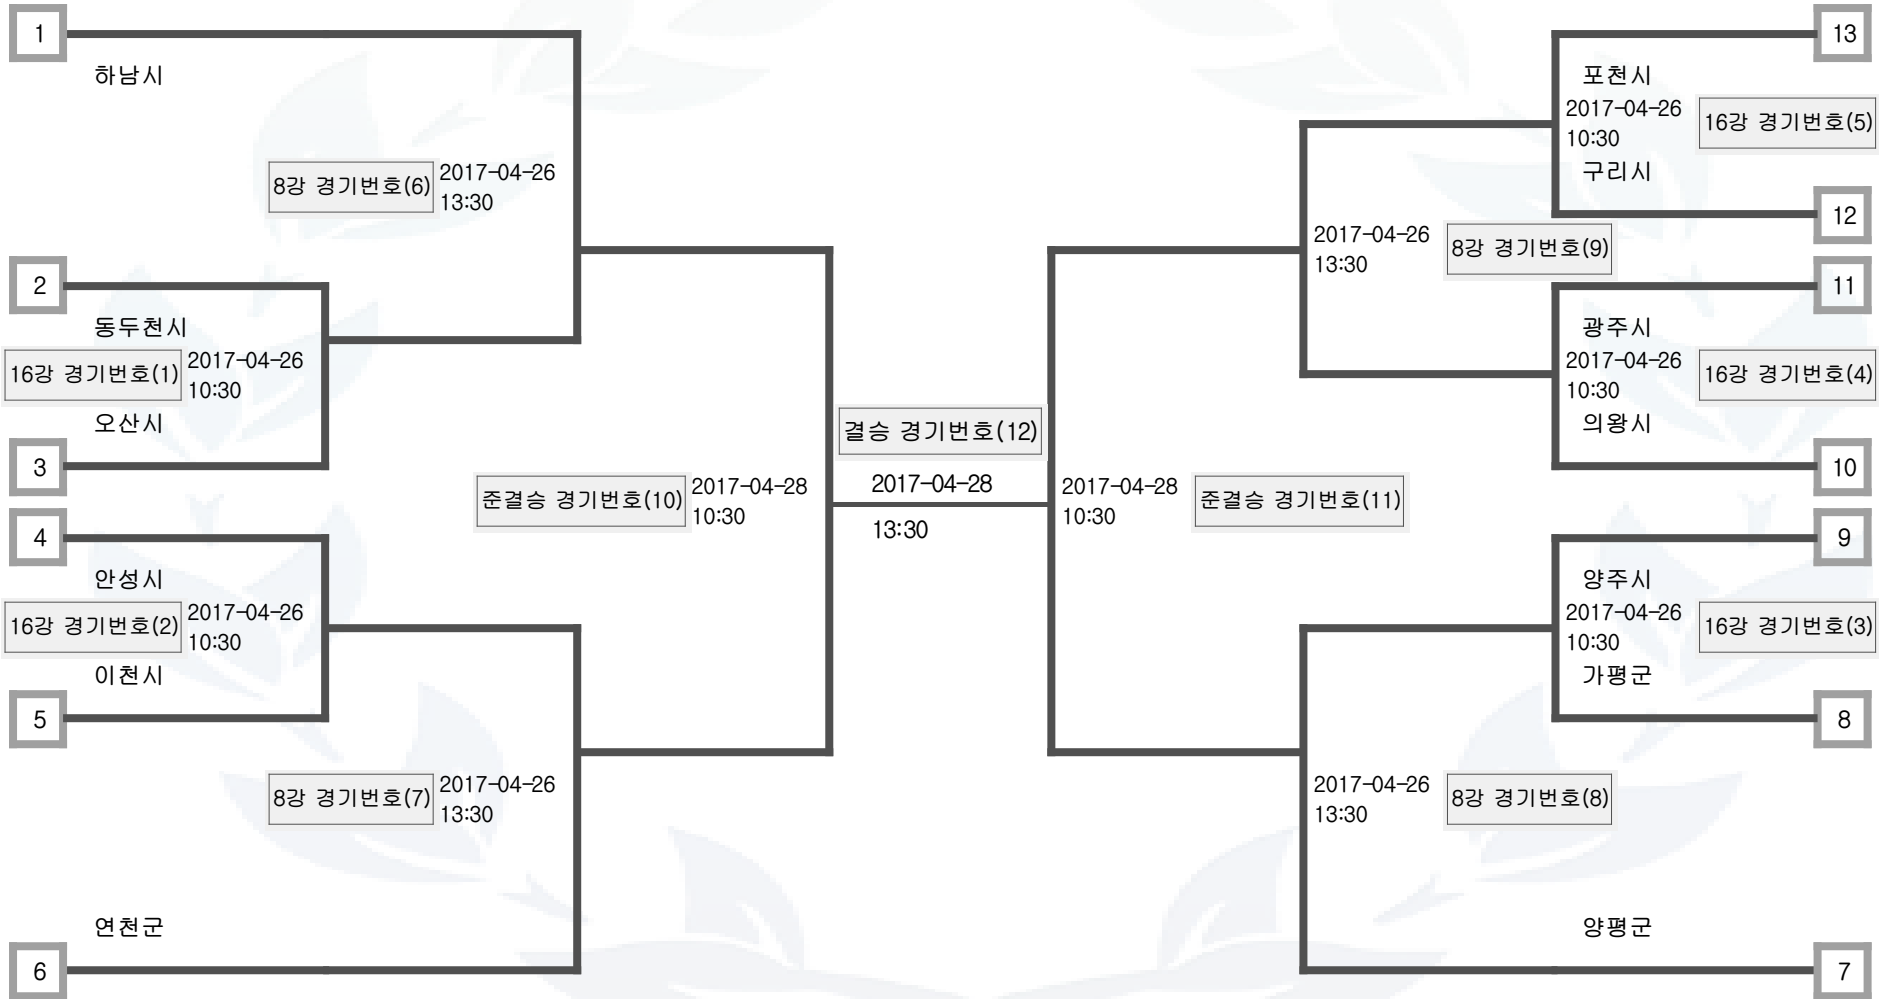 1
하남시
8강 경기번호(6)
2017-04-26
13:30
2
동두천시
16강 경기번호(1)
2017-04-26
10:30
오산시
3
4
안성시
16강 경기번호(2)
2017-04-26
10:30
이천시
5
8강 경기번호(7)
2017-04-26
13:30
연천군
6
준결승 경기번호(10)
2017-04-28
10:30
결승 경기번호(12)
2017-04-28
13:30
2017-04-28
10:30
준결승 경기번호(11)
13
포천시
2017-04-26
10:30
16강 경기번호(5)
구리시
12
2017-04-26
13:30
8강 경기번호(9)
11
광주시
2017-04-26
10:30
16강 경기번호(4)
의왕시
10
9
양주시
2017-04-26
10:30
16강 경기번호(3)
가평군
8
2017-04-26
13:30
8강 경기번호(8)
양평군
7